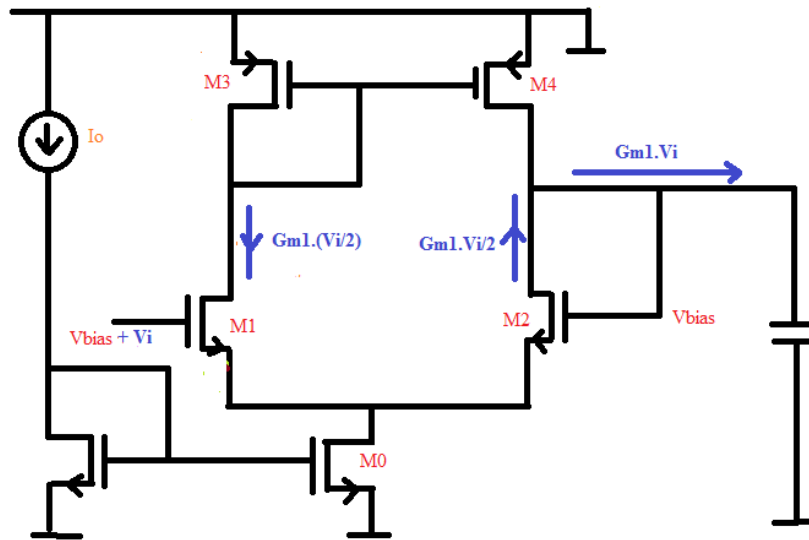 M3
M4
Io
Gm1.Vi
Gm1.(Vi/2)
Gm1.Vi/2
M1
M2
Vbias
Vbias + Vi
M0